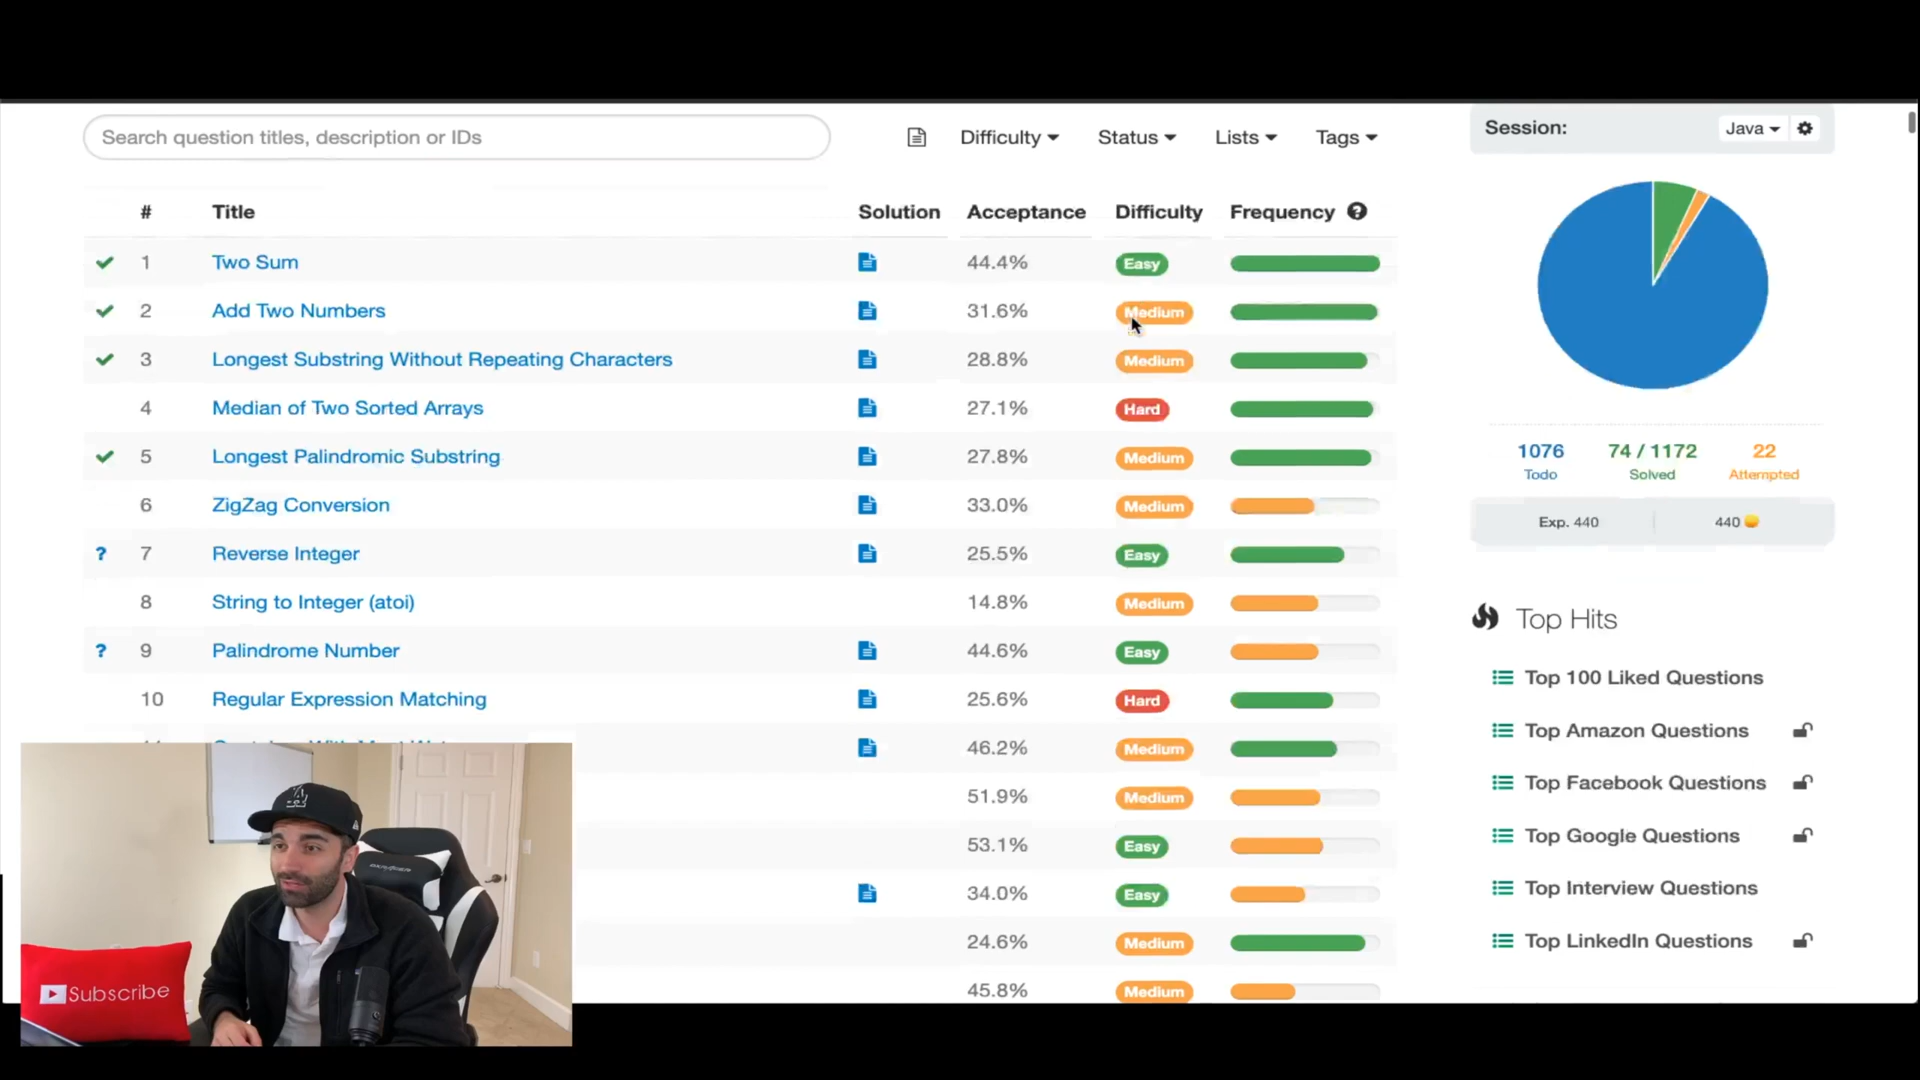 Search question titles, description or IDs Difficulty Status Lists Tags
Session: Java
# Title Solution Acceptance Difficulty Frequency ?
1 Two Sum 44.4% Easy
2 Add Two Numbers 31.6% Medium
3 Longest Substring Without Repeating Characters 28.8% Medium
4 Median of Two Sorted Arrays 27.1% Hard
5 Longest Palindromic Substring 27.8% Medium
6 ZigZag Conversion 33.0% Medium
? 7 Reverse Integer 25.5% Easy
8 String to Integer (atoi) 14.8% Medium
? 9 Palindrome Number 44.6% Easy
10 Regular Expression Matching 25.6% Hard
46.2% Medium
51.9% Medium
53.1% Easy
34.0% Easy
24.6% Medium
45.8% Medium
1076 74 / 1172 22
Todo Solved Attempted
Exp. 440 440
Top Hits
Top 100 Liked Questions
Top Amazon Questions
Top Facebook Questions
Top Google Questions
Top Interview Questions
Top LinkedIn Questions
Subscribe